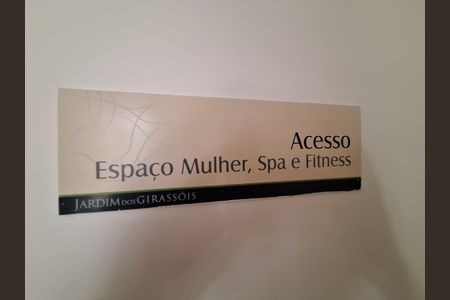 Acesso
Espaço Mulher, Spa e Fitness
JARDIM DOS GIRASSÓIS